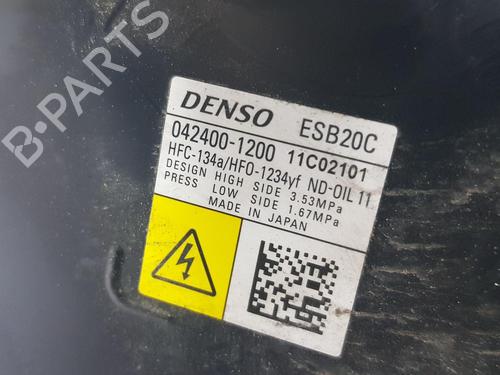 DENSO ESB20C
042400-1200 11C02101
HFC-134a/HFO-1234yf ND-OIL 11
DESIGN HIGH SIDE 3.53MPa
PRESS LOW SIDE 1.67MPa
MADE IN JAPAN
B-PARTS